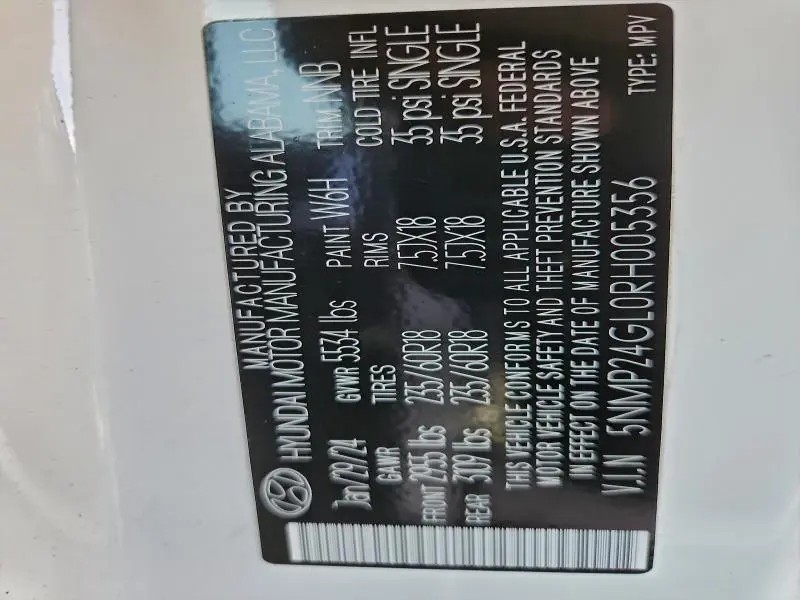 MANUFACTURED BY
HYUNDAI MOTOR MANUFACTURING ALABAMA, LLC
Jan/29/24 GVWR 5534 lbs PAINT W6H TRIM NNB
GAWR TIRES RIMS COLD TIRE INFL
FRONT 2955 lbs 235/60R18 7.5JX18 35 psi SINGLE
REAR 3109 lbs 235/60R18 7.5JX18 35 psi SINGLE
THIS VEHICLE CONFORMS TO ALL APPLICABLE U.S.A. FEDERAL
MOTOR VEHICLE SAFETY AND THEFT PREVENTION STANDARDS
IN EFFECT ON THE DATE OF MANUFACTURE SHOWN ABOVE
V.I.N 5NMP24GL0RH005356 TYPE: MPV